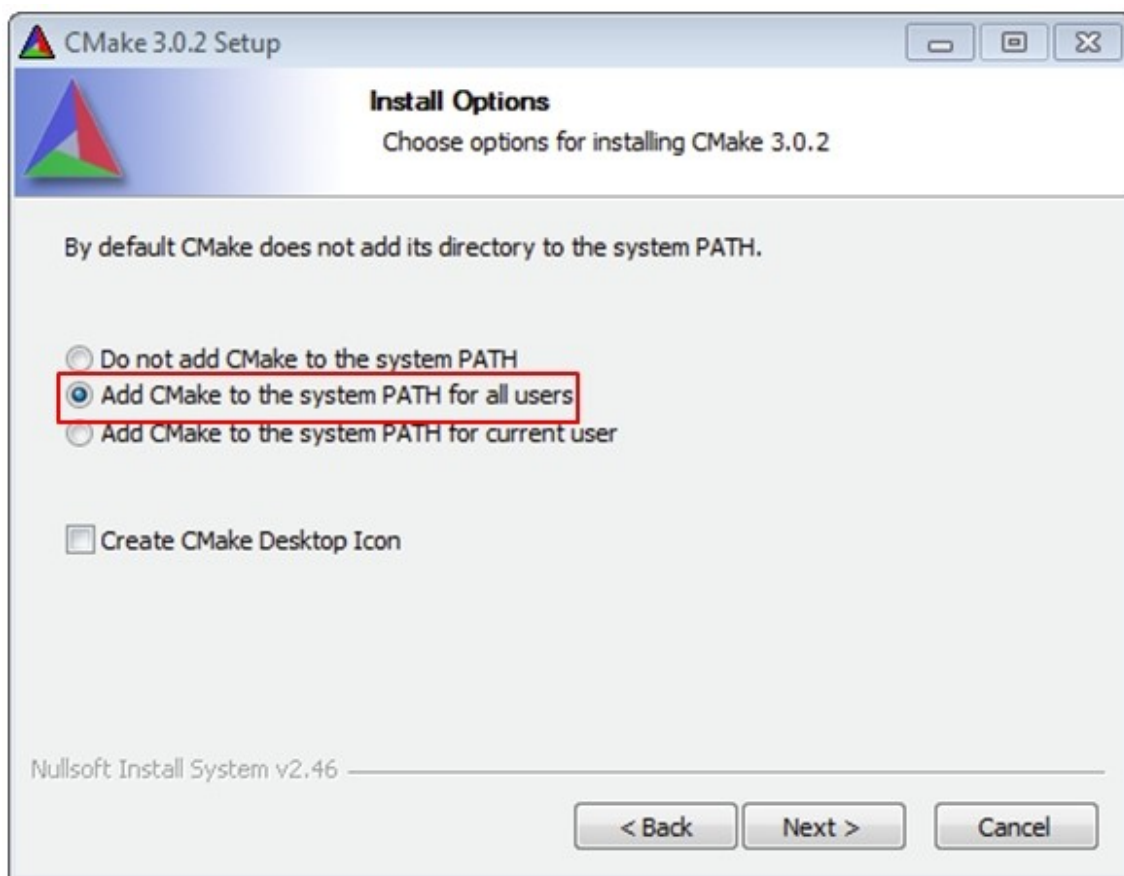 CMake 3.0.2 Setup
Install Options
Choose options for installing CMake 3.0.2
By default CMake does not add its directory to the system PATH.
Do not add CMake to the system PATH
Add CMake to the system PATH for all users
Add CMake to the system PATH for current user
Create CMake Desktop Icon
Nullsoft Install System v2.46
< Back Next > Cancel